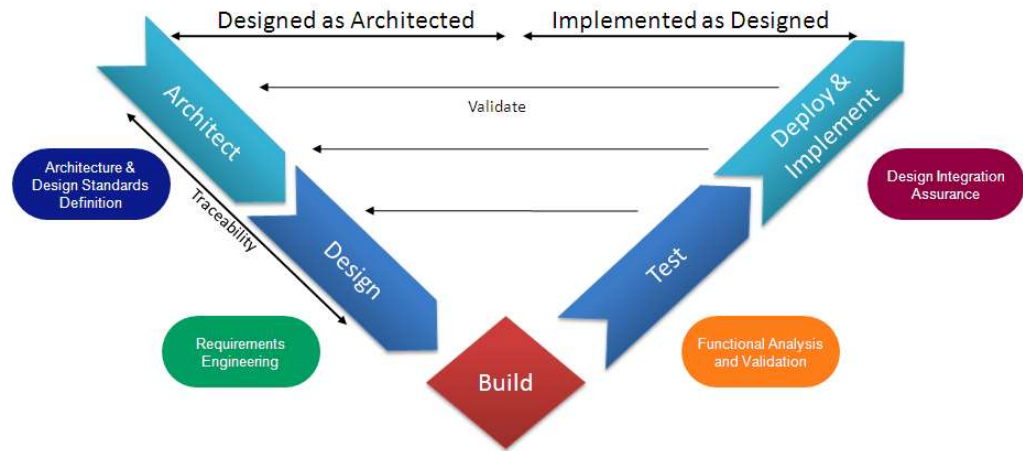 Designed as Architected
Implemented as Designed
Architect
Validate
Deploy &
Implement
Architecture &
Design Standards
Definition
Traceability
Design Integration
Assurance
Design
Test
Requirements
Engineering
Functional Analysis
and Validation
Build